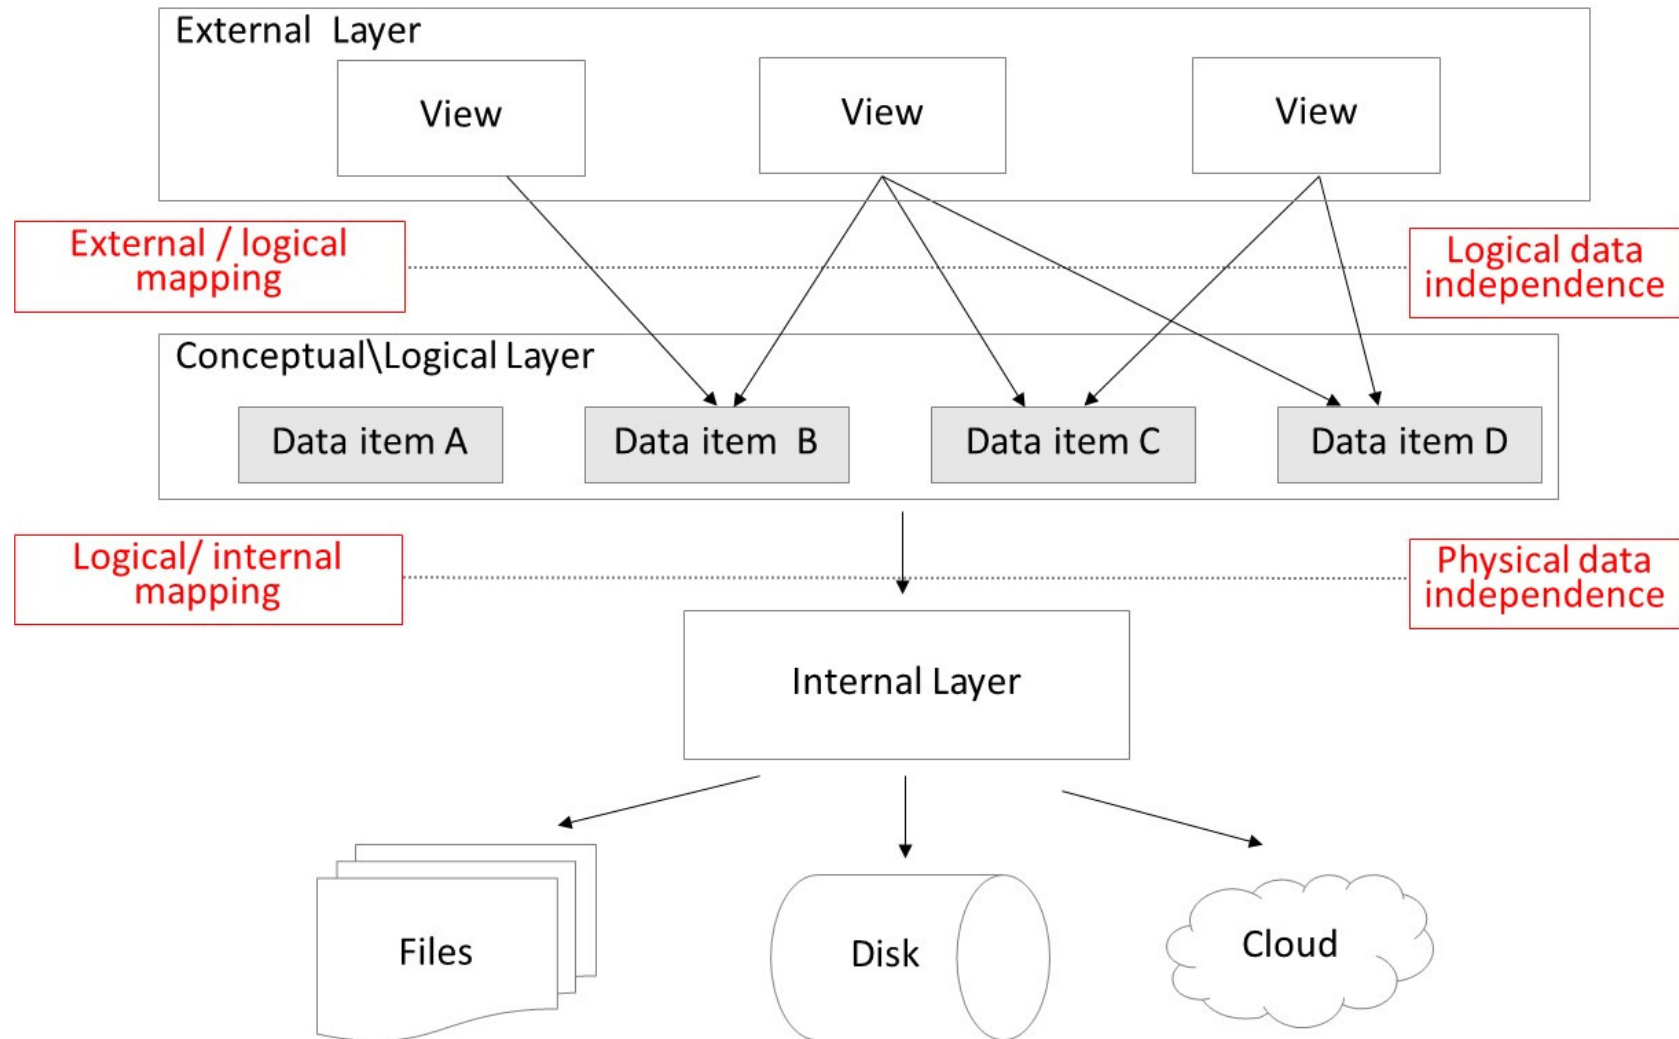 External Layer
View
View
View
External / logical
mapping
Logical data
independence
Conceptual\Logical Layer
Data item A
Data item B
Data item C
Data item D
Logical/ internal
mapping
Physical data
independence
Internal Layer
Files
Disk
Cloud